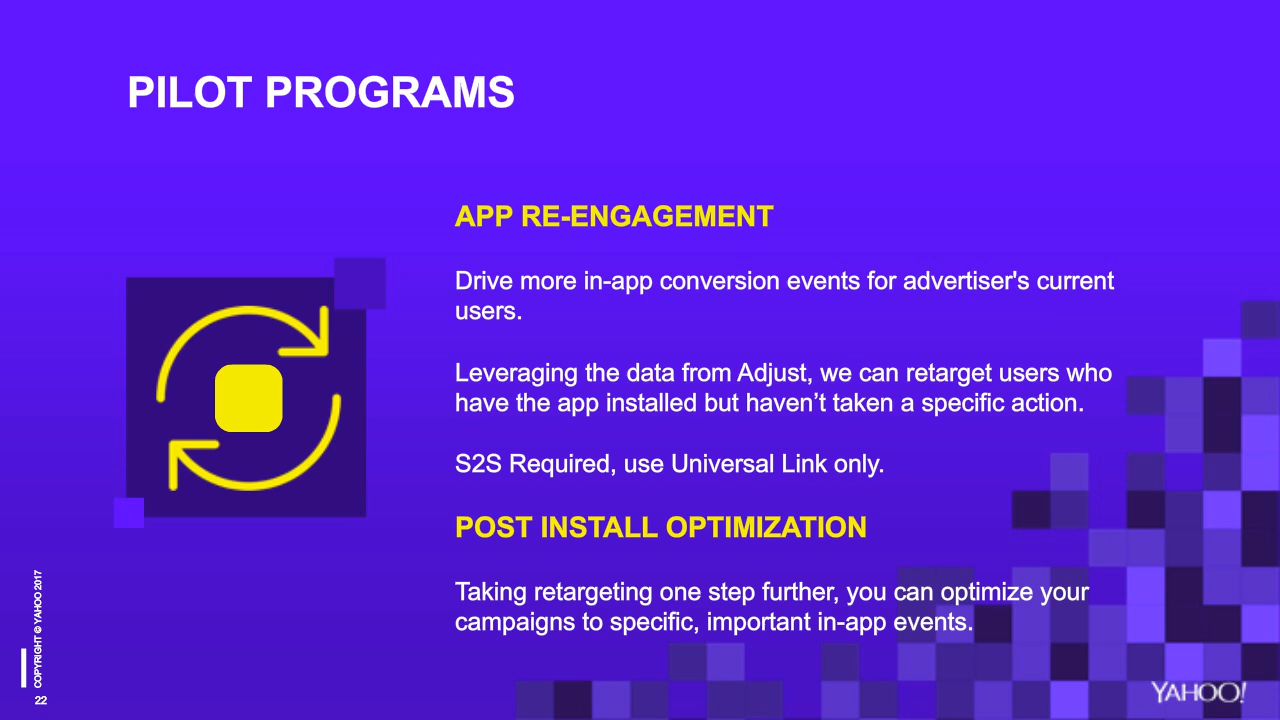 PILOT PROGRAMS
APP RE-ENGAGEMENT
Drive more in-app conversion events for advertiser's current
users.
Leveraging the data from Adjust, we can retarget users who
have the app installed but haven’t taken a specific action.
S2S Required, use Universal Link only.
POST INSTALL OPTIMIZATION
Taking retargeting one step further, you can optimize your
campaigns to specific, important in-app events.
COPYRIGHT © YAHOO 2017
22
YAHOO!